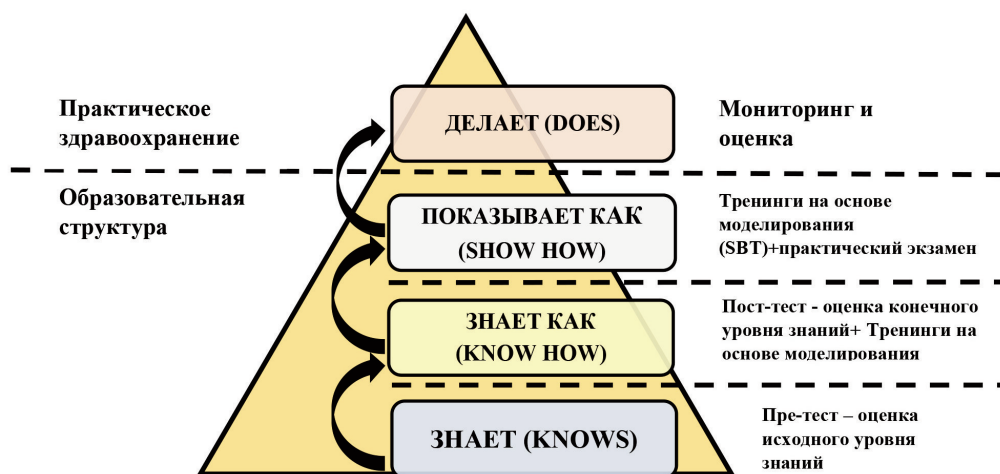 Практическое
здравоохранение
ДЕЛАЕТ (DOES)
Мониторинг и
оценка
Образовательная
структура
ПОКАЗЫВАЕТ КАК
(SHOW HOW)
Тренинги на основе
моделирования
(SBT)+практический экзамен
ЗНАЕТ КАК
(KNOW HOW)
Пост-тест - оценка конечного
уровня знаний+ Тренинги на
основе моделирования
ЗНАЕТ (KNOWS)
Пре-тест – оценка
исходного уровня
знаний